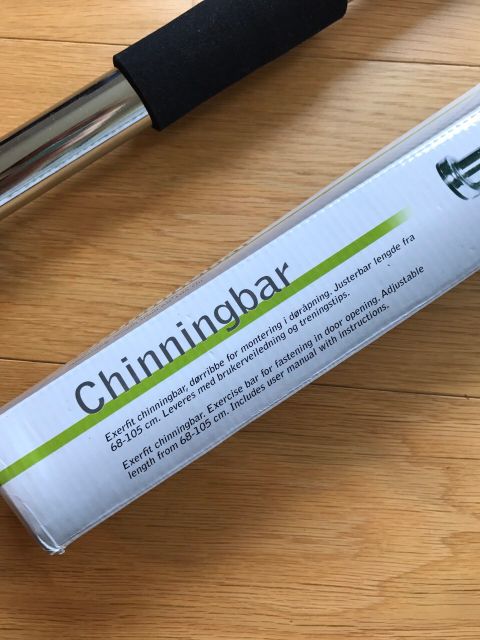 Chinningbar
Exerfit chinningbar, dørribbe for montering i døråpning. Justerbar lengde fra
68-105 cm. Leveres med brukerveiledning og treningstips.
Exerfit chinningbar. Exercise bar for fastening in door opening. Adjustable
length from 68-105 cm. Includes user manual with instructions.